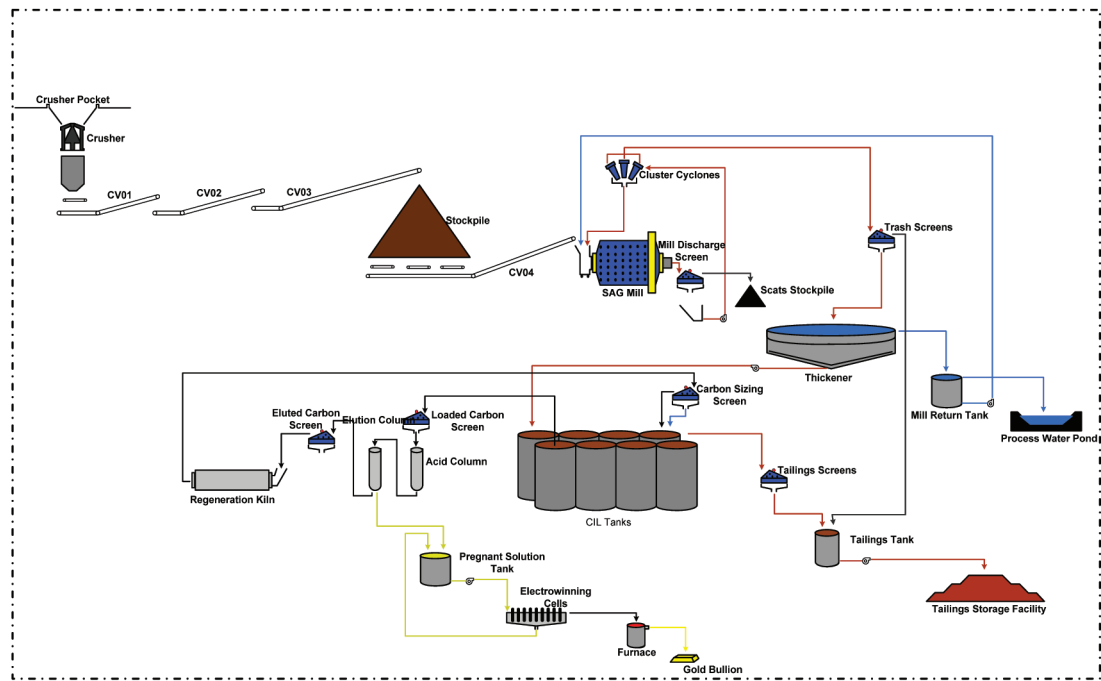 Crusher Pocket
Crusher
CV01
CV02
CV03
Stockpile
CV04
Cluster Cyclones
Mill Discharge
Screen
SAG Mill
Scats Stockpile
Trash Screens
Thickener
Mill Return Tank
Process Water Pond
Carbon Sizing
Screen
Eluted Carbon
Screen
Elution Column
Loaded Carbon
Screen
Acid Column
Regeneration Kiln
CIL Tanks
Tailings Screens
Tailings Tank
Tailings Storage Facility
Pregnant Solution
Tank
Electrowinning
Cells
Furnace
Gold Bullion